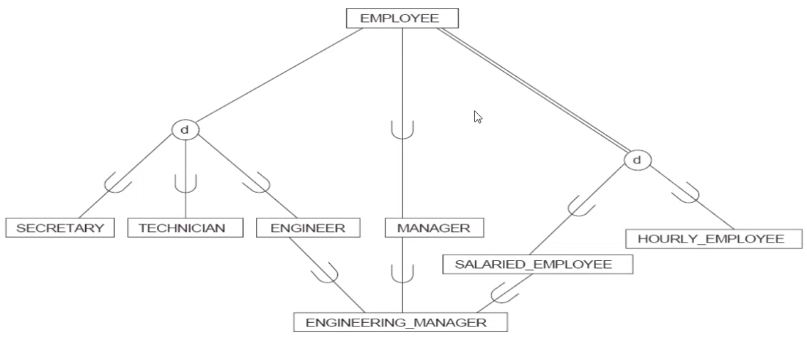 EMPLOYEE
d
d
SECRETARY
TECHNICIAN
ENGINEER
MANAGER
HOURLY_EMPLOYEE
SALARIED_EMPLOYEE
ENGINEERING_MANAGER